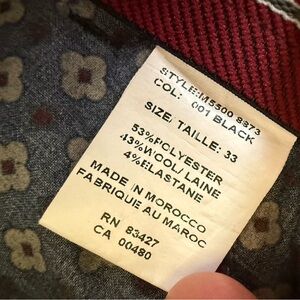 STYLE:M5500 8973
COL: 001 BLACK
SIZE, TAILLE: 33
53%POLYESTER
43%WOOL/ LAINE
4%ELASTANE
MADE IN MOROCCO
FABRIQUE AU MAROC
RN 83427
CA 00480